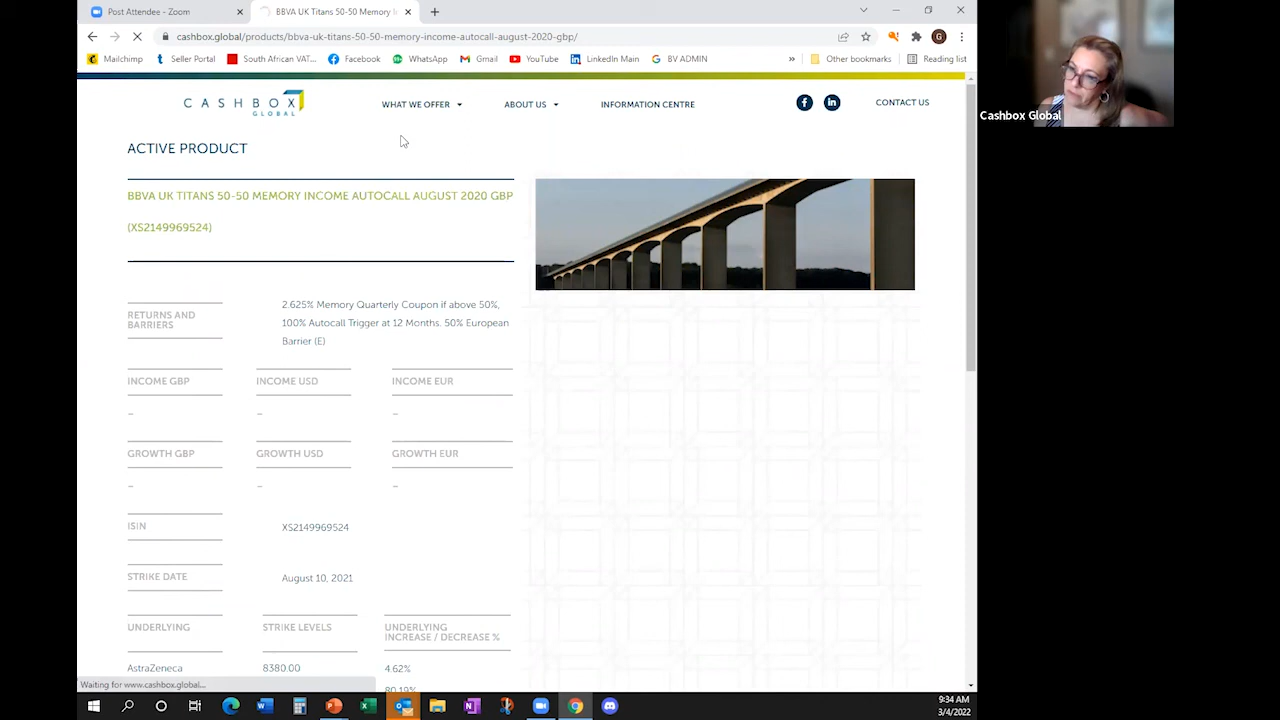 Post Attendee - Zoom
BBVA UK Titans 50-50 Memory I
cashbox.global/products/bbva-uk-titans-50-50-memory-income-autocall-august-2020-gbp/
G
Mailchimp
Seller Portal
South African VAT...
Facebook
WhatsApp
Gmail
YouTube
LinkedIn Main
BV ADMIN
»
Other bookmarks
Reading list
CASHBOX
GLOBAL
WHAT WE OFFER
ABOUT US
INFORMATION CENTRE
CONTACT US
Cashbox Global
ACTIVE PRODUCT
BBVA UK TITANS 50-50 MEMORY INCOME AUTOCALL AUGUST 2020 GBP
(XS2149969524)
RETURNS AND
BARRIERS
2.625% Memory Quarterly Coupon if above 50%,
100% Autocall Trigger at 12 Months. 50% European
Barrier (E)
INCOME GBP
INCOME USD
INCOME EUR
–
–
–
GROWTH GBP
GROWTH USD
GROWTH EUR
–
–
–
ISIN
XS2149969524
STRIKE DATE
August 10, 2021
UNDERLYING
STRIKE LEVELS
UNDERLYING
INCREASE / DECREASE %
AstraZeneca
8380.00
4.62%
80.19%
Waiting for www.cashbox.global...
9:34 AM
3/4/2022